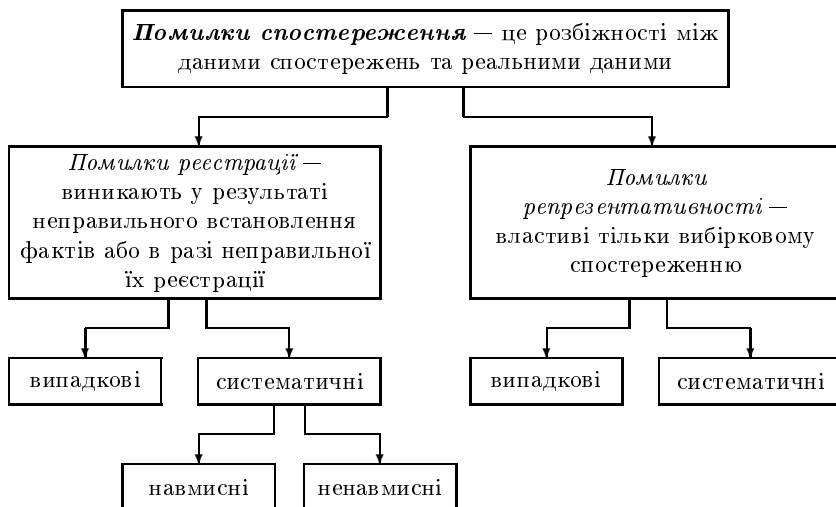 Помилки спостереження — це розбіжності між
даними спостережень та реальними даними
Помилки реестрації —
виникають у результаті
неправильного встановлення
фактів або в разі неправильної
їх реєстрації
Помилки
репрезентативності —
властиві тільки вибірковому
спостереженню
випадкові
систематичні
випадкові
систематичні
навмисні
ненавмисні